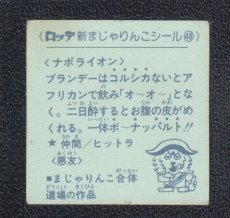 ロッテ新まじゃりんこシール㊽
〈ナポライオン〉
ブランデーはコルシカないとア
フリカンで飲み「オ〜オ〜」とな
る。二日酔するとお腹の皮がめ
くれる。一体ボーナッパルト!!
★仲間／ヒットラ
〈悪友〉
■まじゃりんこ合体
道場の作品